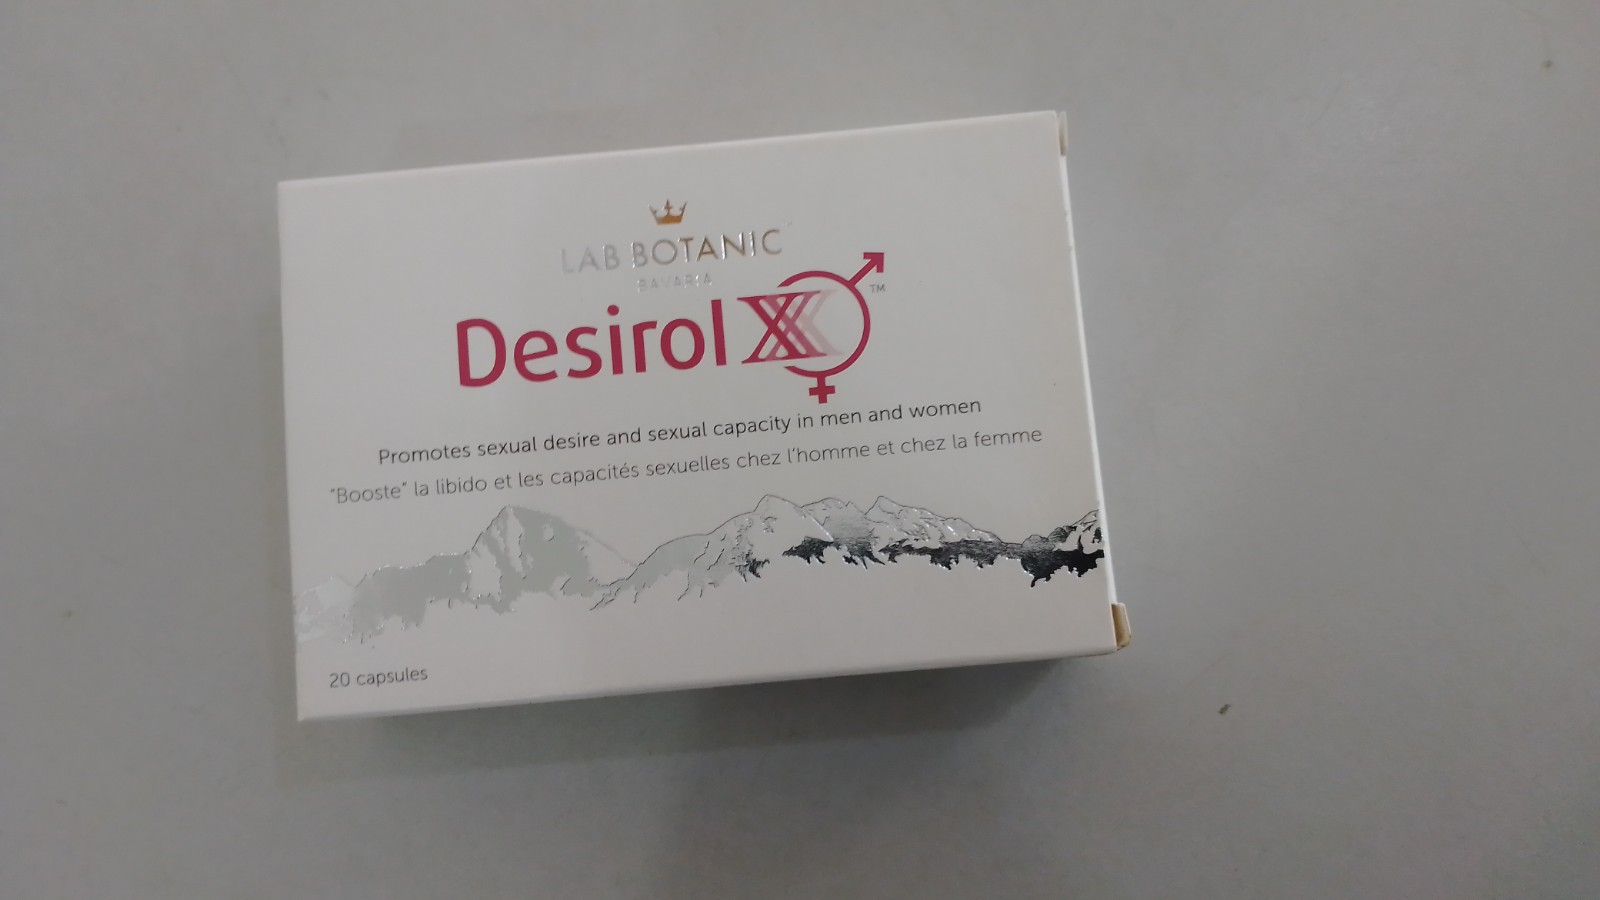 LAB BOTANIC
BAVARIA
Desirol X ™
Promotes sexual desire and sexual capacity in men and women
"Booste" la libido et les capacités sexuelles chez l'homme et chez la femme
20 capsules